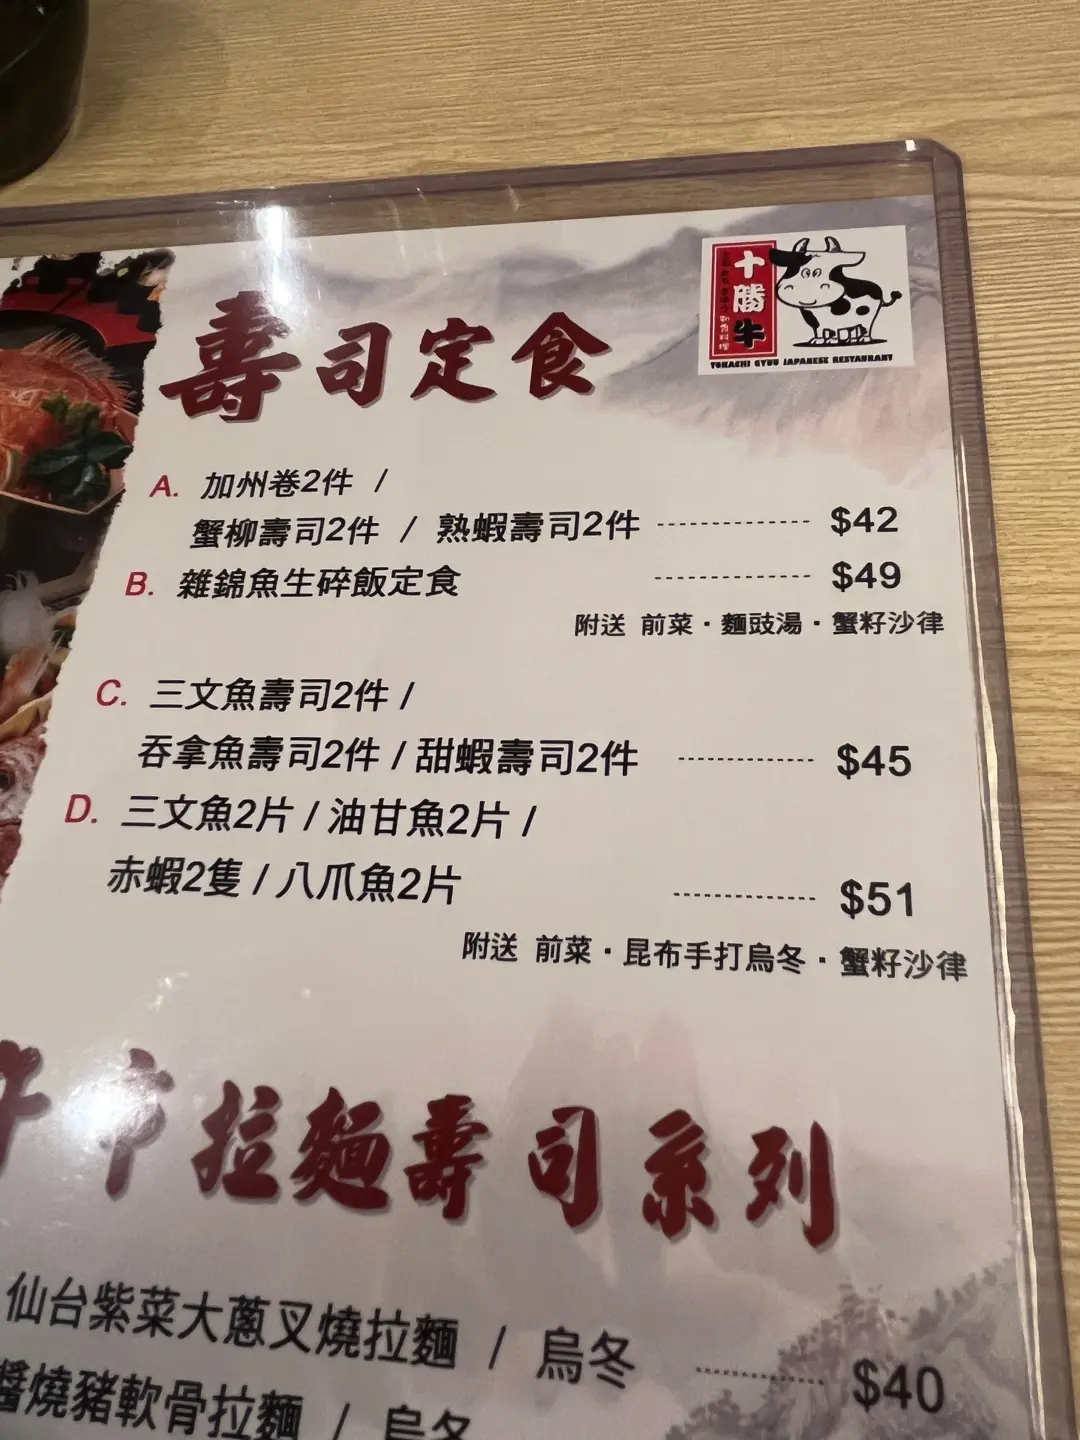 壽司定食
十勝牛
TOKACHI GYUU JAPANESE RESTAURANT
A. 加州卷2件 /
蟹柳壽司2件 / 熟蝦壽司2件 $42
B. 雜錦魚生碎飯定食 $49
附送 前菜·麵豉湯·蟹籽沙律
C. 三文魚壽司2件 /
吞拿魚壽司2件 / 甜蝦壽司2件 $45
D. 三文魚2片 / 油甘魚2片 /
赤蝦2隻 / 八爪魚2片 $51
附送 前菜·昆布手打烏冬·蟹籽沙律
市拉麵壽司系列
仙台紫菜大蔥叉燒拉麵 / 烏冬 $40
醬燒豬軟骨拉麵 / 烏冬